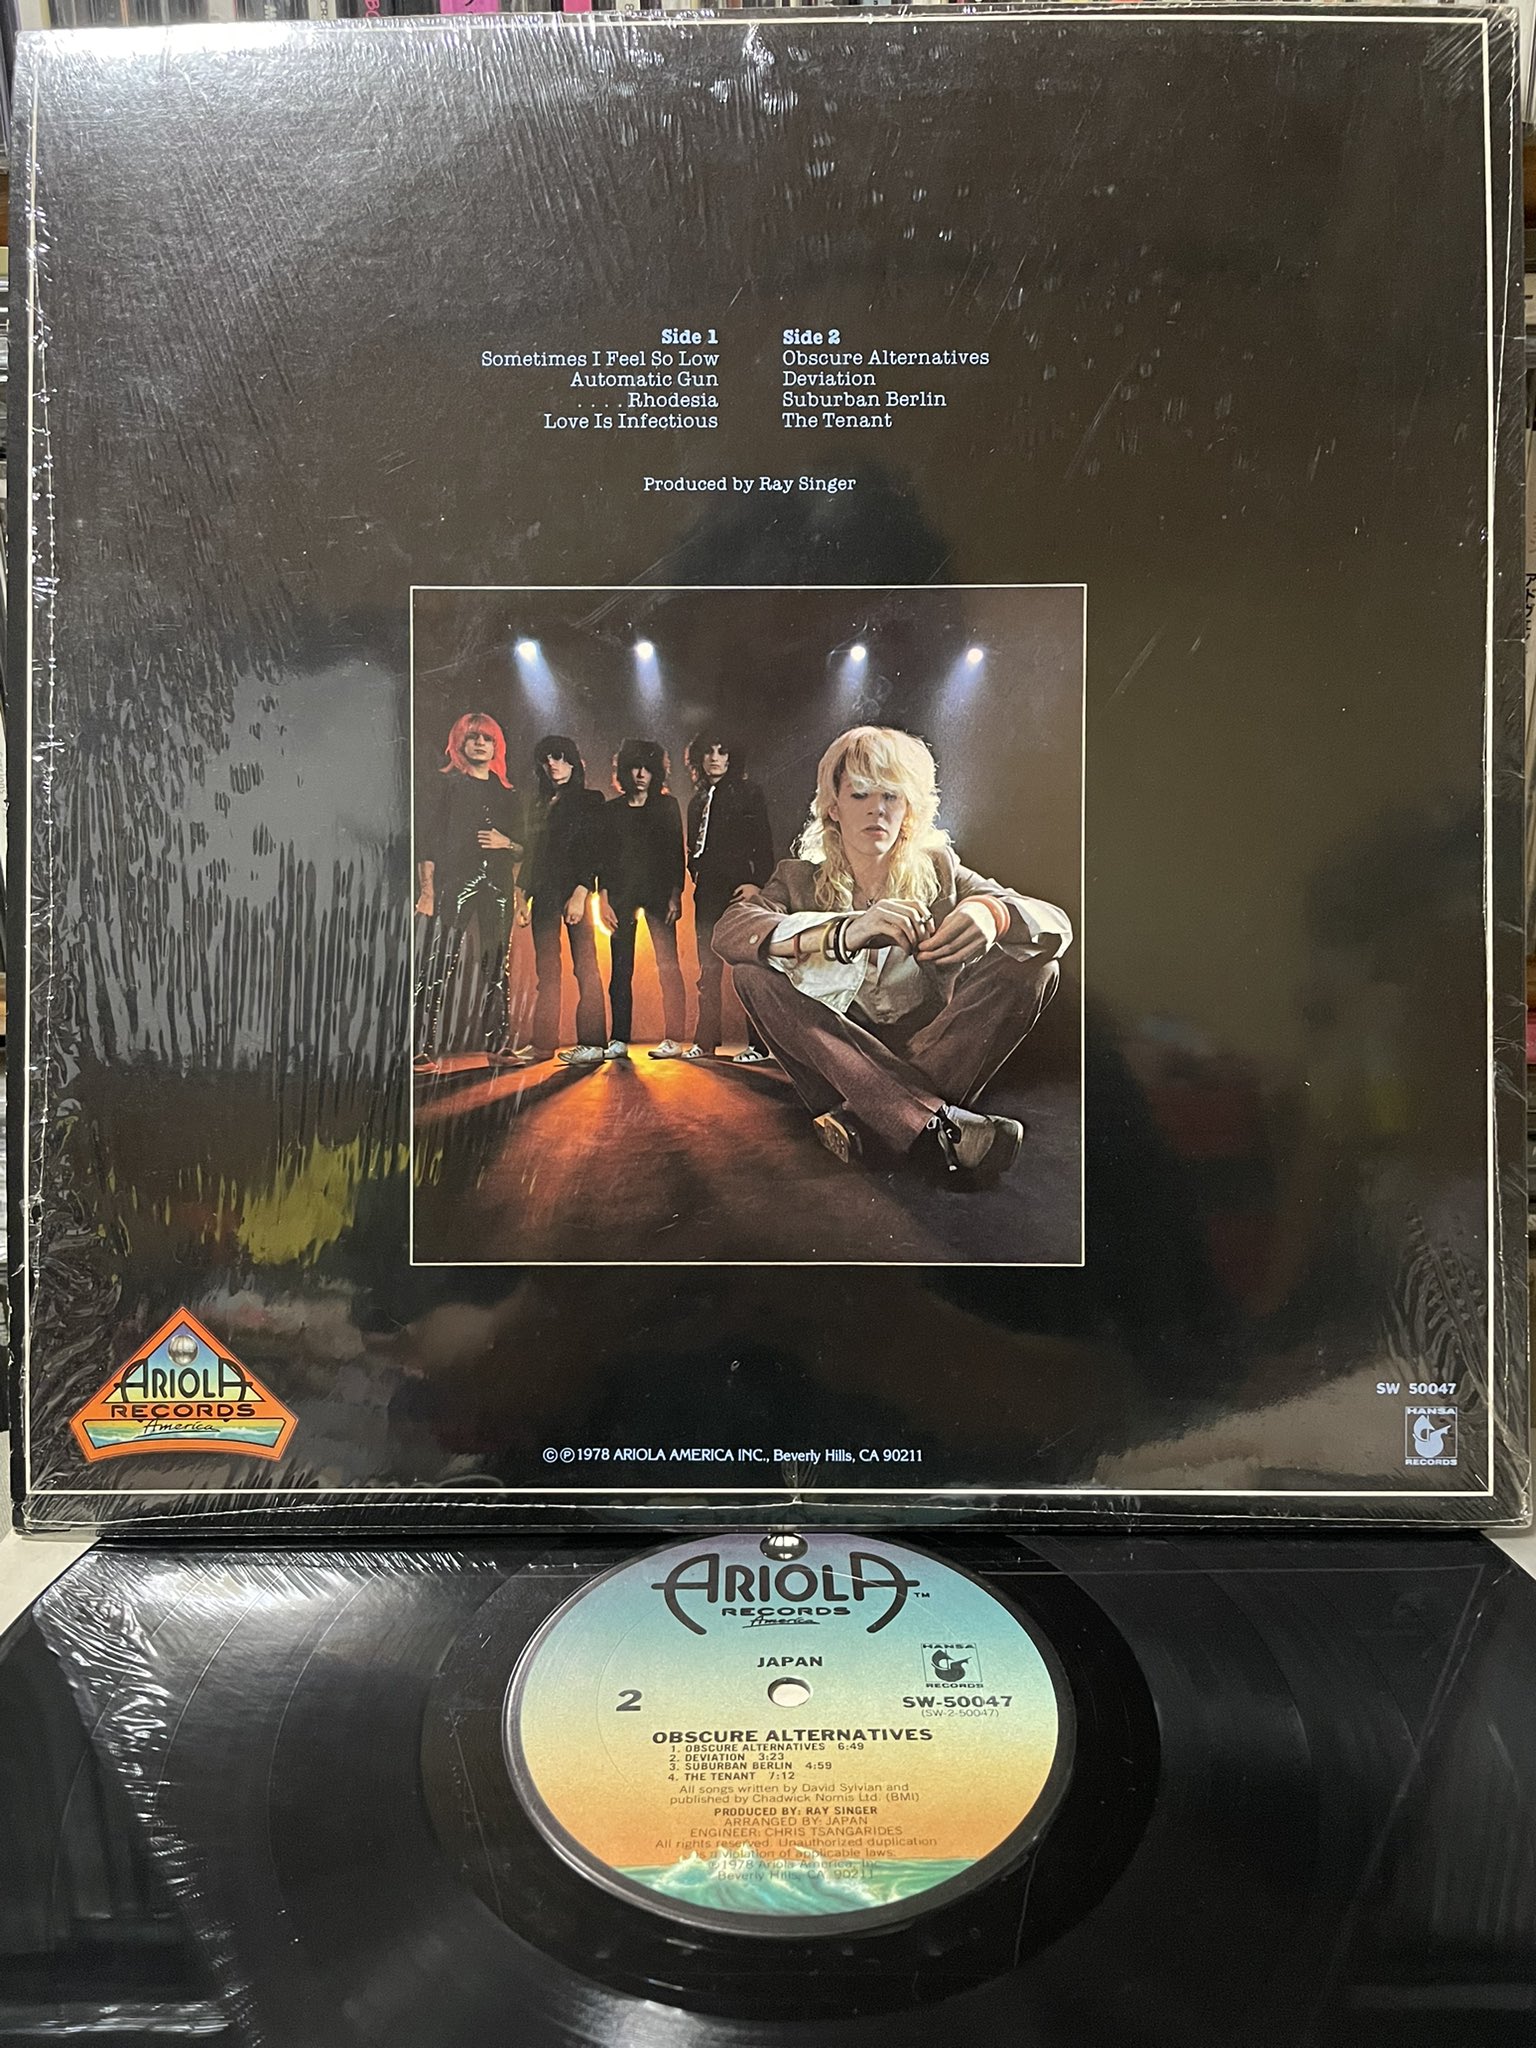 Side 1
Sometimes I Feel So Low
Automatic Gun
. . . . Rhodesia
Love Is Infectious
Side 2
Obscure Alternatives
Deviation
Suburban Berlin
The Tenant
Produced by Ray Singer
ARIOLA
RECORDS
America
SW 50047
HANSA
RECORDS
©℗1978 ARIOLA AMERICA INC., Beverly Hills, CA 90211
ARIOLA™
RECORDS
America
JAPAN
HANSA
RECORDS
2
SW-50047
(SW-2-50047)
OBSCURE ALTERNATIVES
1. OBSCURE ALTERNATIVES 6:49
2. DEVIATION 3:23
3. SUBURBAN BERLIN 4:59
4. THE TENANT 7:12
All songs written by David Sylvian and
published by Chadwick Nomis Ltd. (BMI)
PRODUCED BY: RAY SINGER
ARRANGED BY: JAPAN
ENGINEER: CHRIS TSANGARIDES
All rights reserved. Unauthorized duplication
is a violation of applicable laws.
℗1978 Ariola America, Inc.
Beverly Hills, CA. 90211